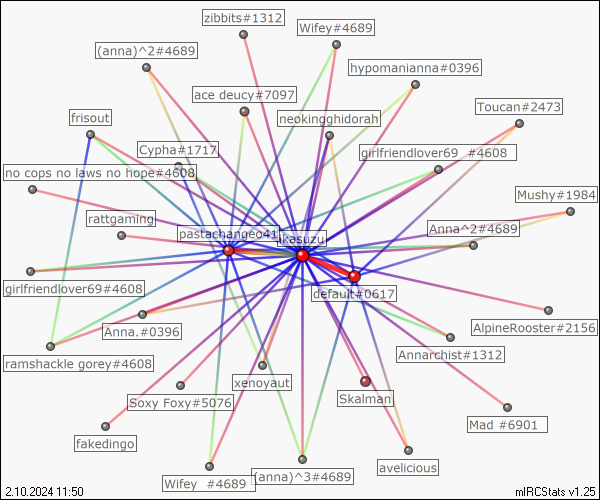 zibbits#1312
Wifey#4689
(anna)^2#4689
hypomanianna#0396
ace deucy#7097
Toucan#2473
frisout
neokingghidorah
Cypha#1717
girlfriendlover69 #4608
no cops no laws no hope#4608
Mushy#1984
rattgaming
pastachangeo41
ikasuzu
Anna^2#4689
girlfriendlover69#4608
default#0617
Anna.#0396
AlpineRooster#2156
ramshackle gorey#4608
Annarchist#1312
xenoyaut
Soxy Foxy#5076
Skalman
fakedingo
Mad #6901
avelicious
Wifey #4689
(anna)^3#4689
2.10.2024 11:50
mIRCStats v1.25